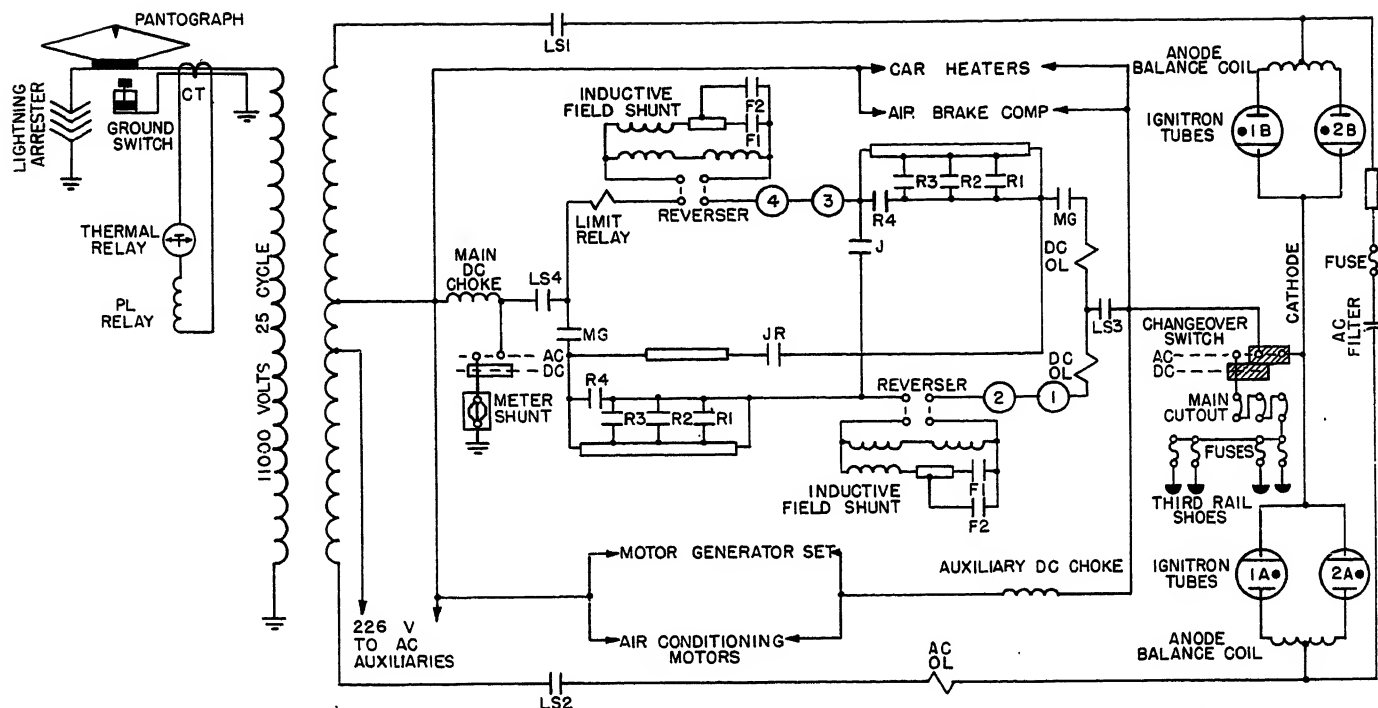 PANTOGRAPH
LIGHTNING
ARRESTER
CT
GROUND
SWITCH
THERMAL
RELAY
T
PL
RELAY
11000 VOLTS 25 CYCLE
LS1
CAR HEATERS
AIR BRAKE COMP
INDUCTIVE
FIELD SHUNT
F2
F1
LIMIT
RELAY
REVERSER
4
3
R4
R3
R2
R1
MG
J
DC
OL
MAIN
DC
CHOKE
LS4
MG
JR
AC
DC
METER
SHUNT
R4
R3
R2
R1
REVERSER
2
1
DC
OL
LS3
INDUCTIVE
FIELD SHUNT
F
F2
MOTOR GENERATOR SET
AIR CONDITIONING
MOTORS
AUXILIARY DC CHOKE
226 V
TO AC
AUXILIARIES
LS2
AC
OL
ANODE
BALANCE COIL
IGNITRON
TUBES
1B
2B
CATHODE
FUSE
AC
FILTER
CHANGEOVER
SWITCH
AC
DC
MAIN
CUTOUT
FUSES
THIRD RAIL
SHOES
IGNITRON
TUBES
1A
2A
ANODE
BALANCE COIL